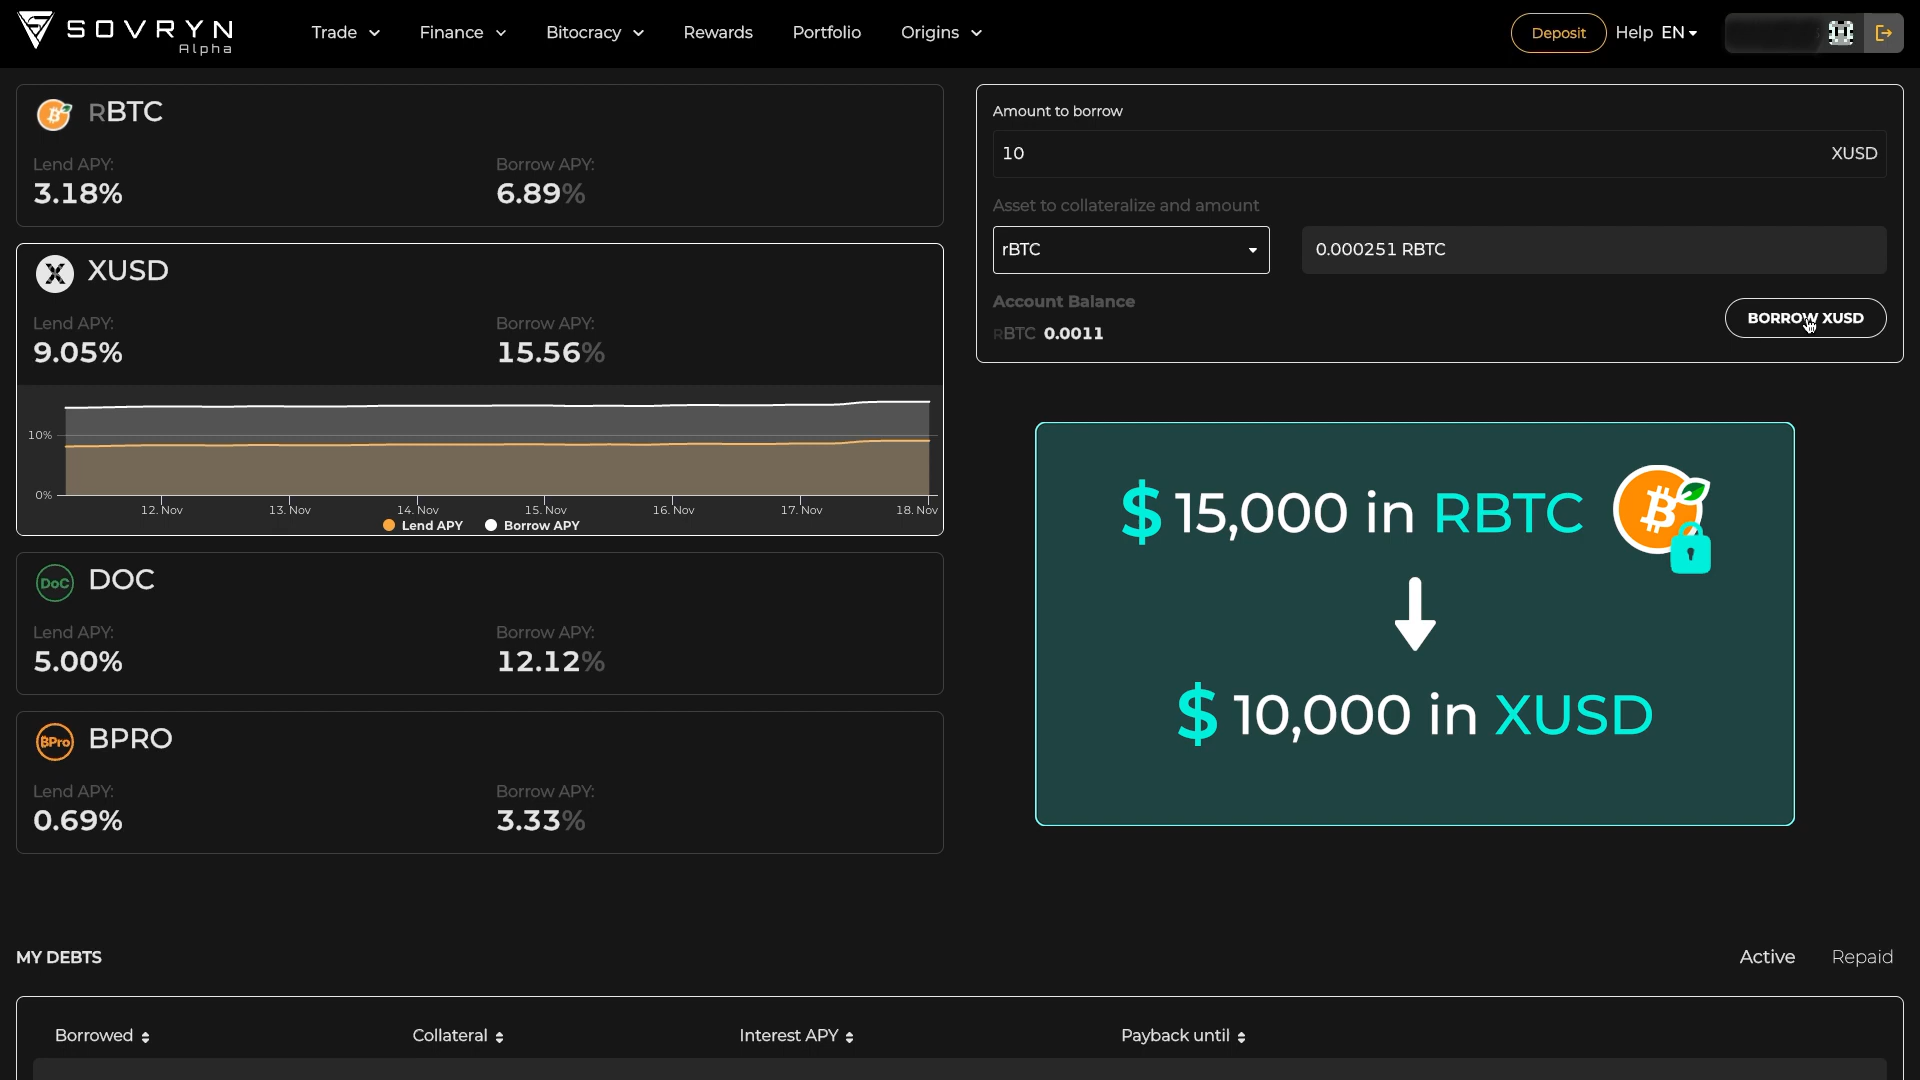 SOVRYN
Alpha
Trade
Finance
Bitocracy
Rewards
Portfolio
Origins
Deposit
Help
EN
RBTC
Lend APY:
Borrow APY:
3.18%
6.89%
XUSD
Lend APY:
Borrow APY:
9.05%
15.56%
10%
0%
12. Nov
13. Nov
14. Nov
15. Nov
16. Nov
17. Nov
18. Nov
Lend APY
Borrow APY
DoC
DOC
Lend APY:
Borrow APY:
5.00%
12.12%
BPro
BPRO
Lend APY:
Borrow APY:
0.69%
3.33%
Amount to borrow
10
XUSD
Asset to collateralize and amount
rBTC
0.000251 RBTC
Account Balance
RBTC 0.0011
BORROW XUSD
$ 15,000 in RBTC
$ 10,000 in XUSD
MY DEBTS
Active
Repaid
Borrowed
Collateral
Interest APY
Payback until